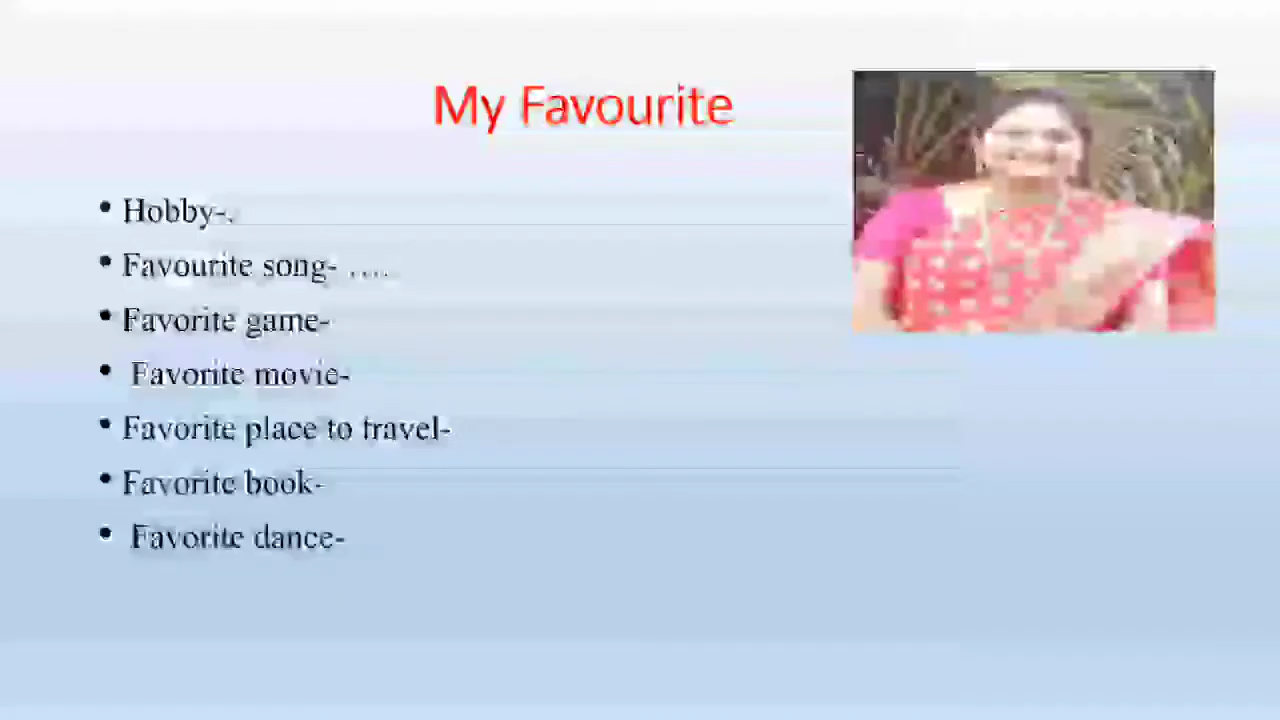 My Favourite
• Hobby-.
• Favourite song- ....
• Favorite game-
• Favorite movie-
• Favorite place to travel-
• Favorite book-
• Favorite dance-